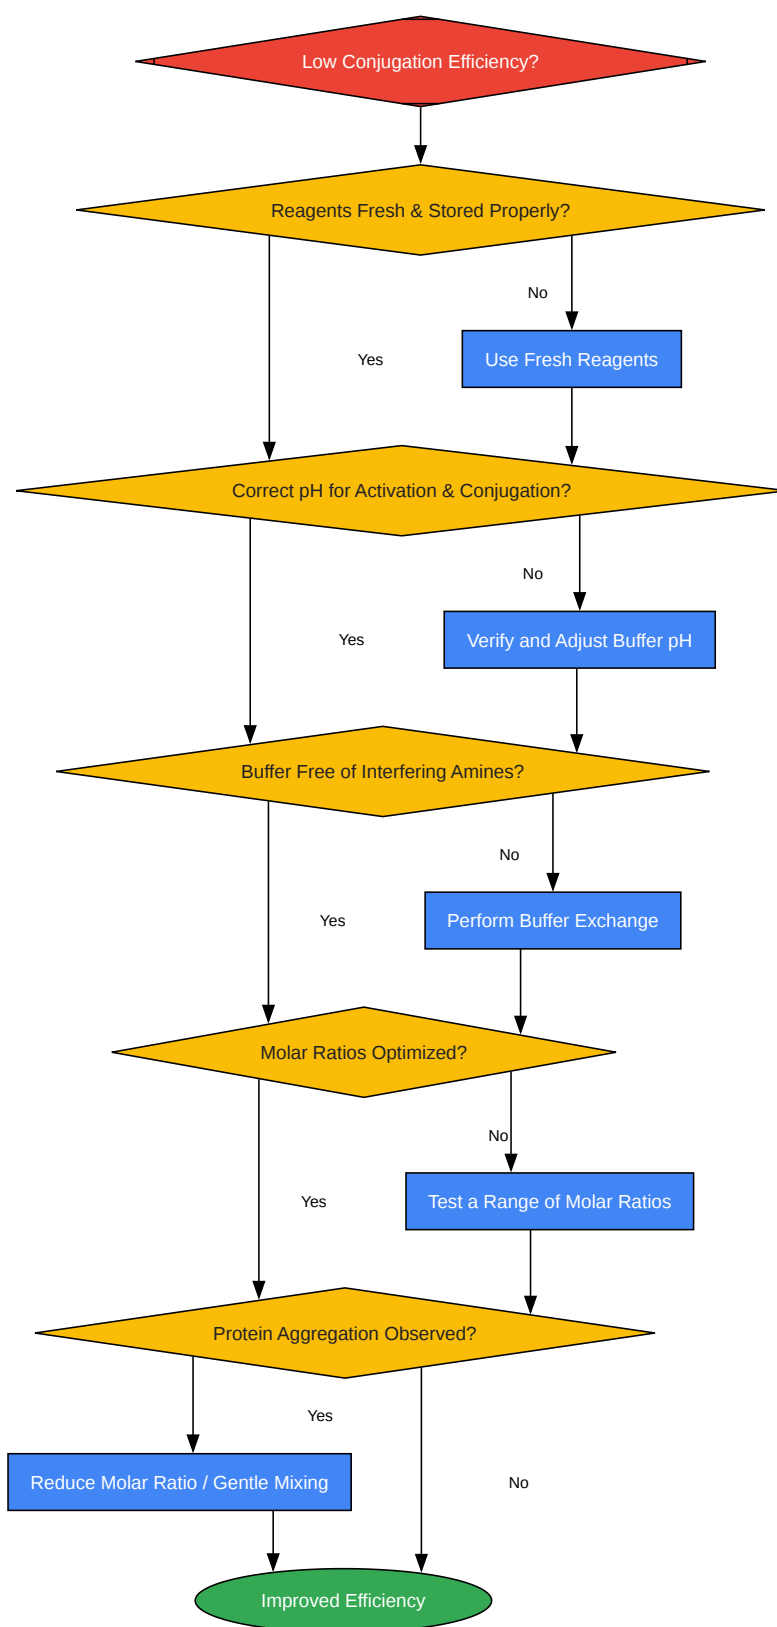 Low Conjugation Efficiency?
Reagents Fresh & Stored Properly?
No
Yes
Use Fresh Reagents
Correct pH for Activation & Conjugation?
No
Yes
Verify and Adjust Buffer pH
Buffer Free of Interfering Amines?
No
Yes
Perform Buffer Exchange
Molar Ratios Optimized?
No
Yes
Test a Range of Molar Ratios
Protein Aggregation Observed?
Yes
Reduce Molar Ratio / Gentle Mixing
No
Improved Efficiency